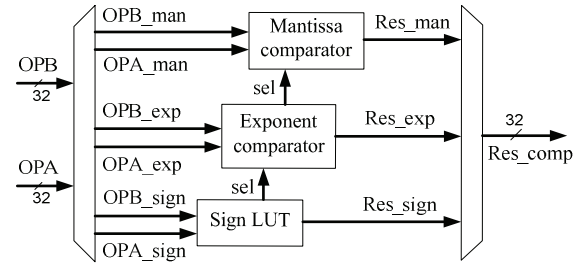 OPB
32
OPA
32
OPB_man
OPA_man
Mantissa
comparator
Res_man
sel
OPB_exp
OPA_exp
Exponent
comparator
Res_exp
sel
OPB_sign
OPA_sign
Sign LUT
Res_sign
32
Res_comp